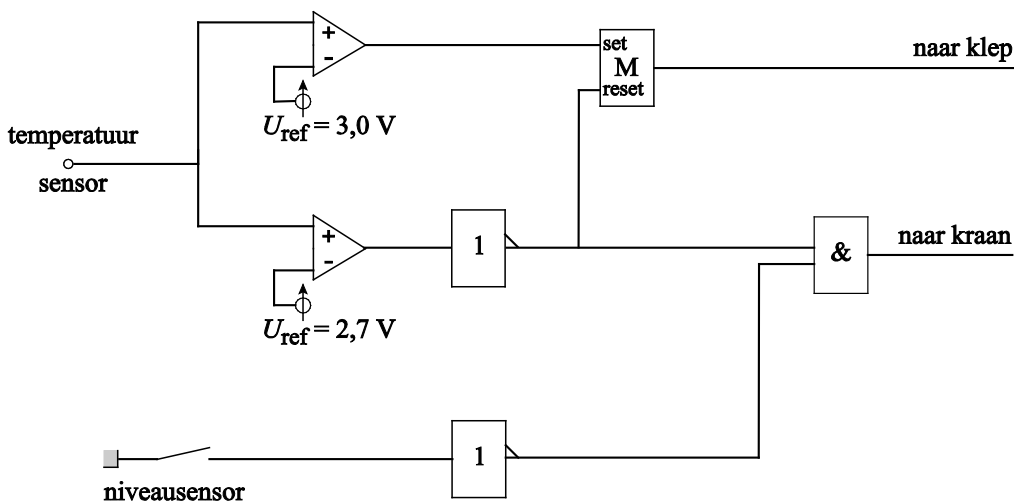 +
-
U_ref = 3,0 V
set
M
reset
naar klep
temperatuur
sensor
+
-
U_ref = 2,7 V
1
&
naar kraan
1
niveausensor